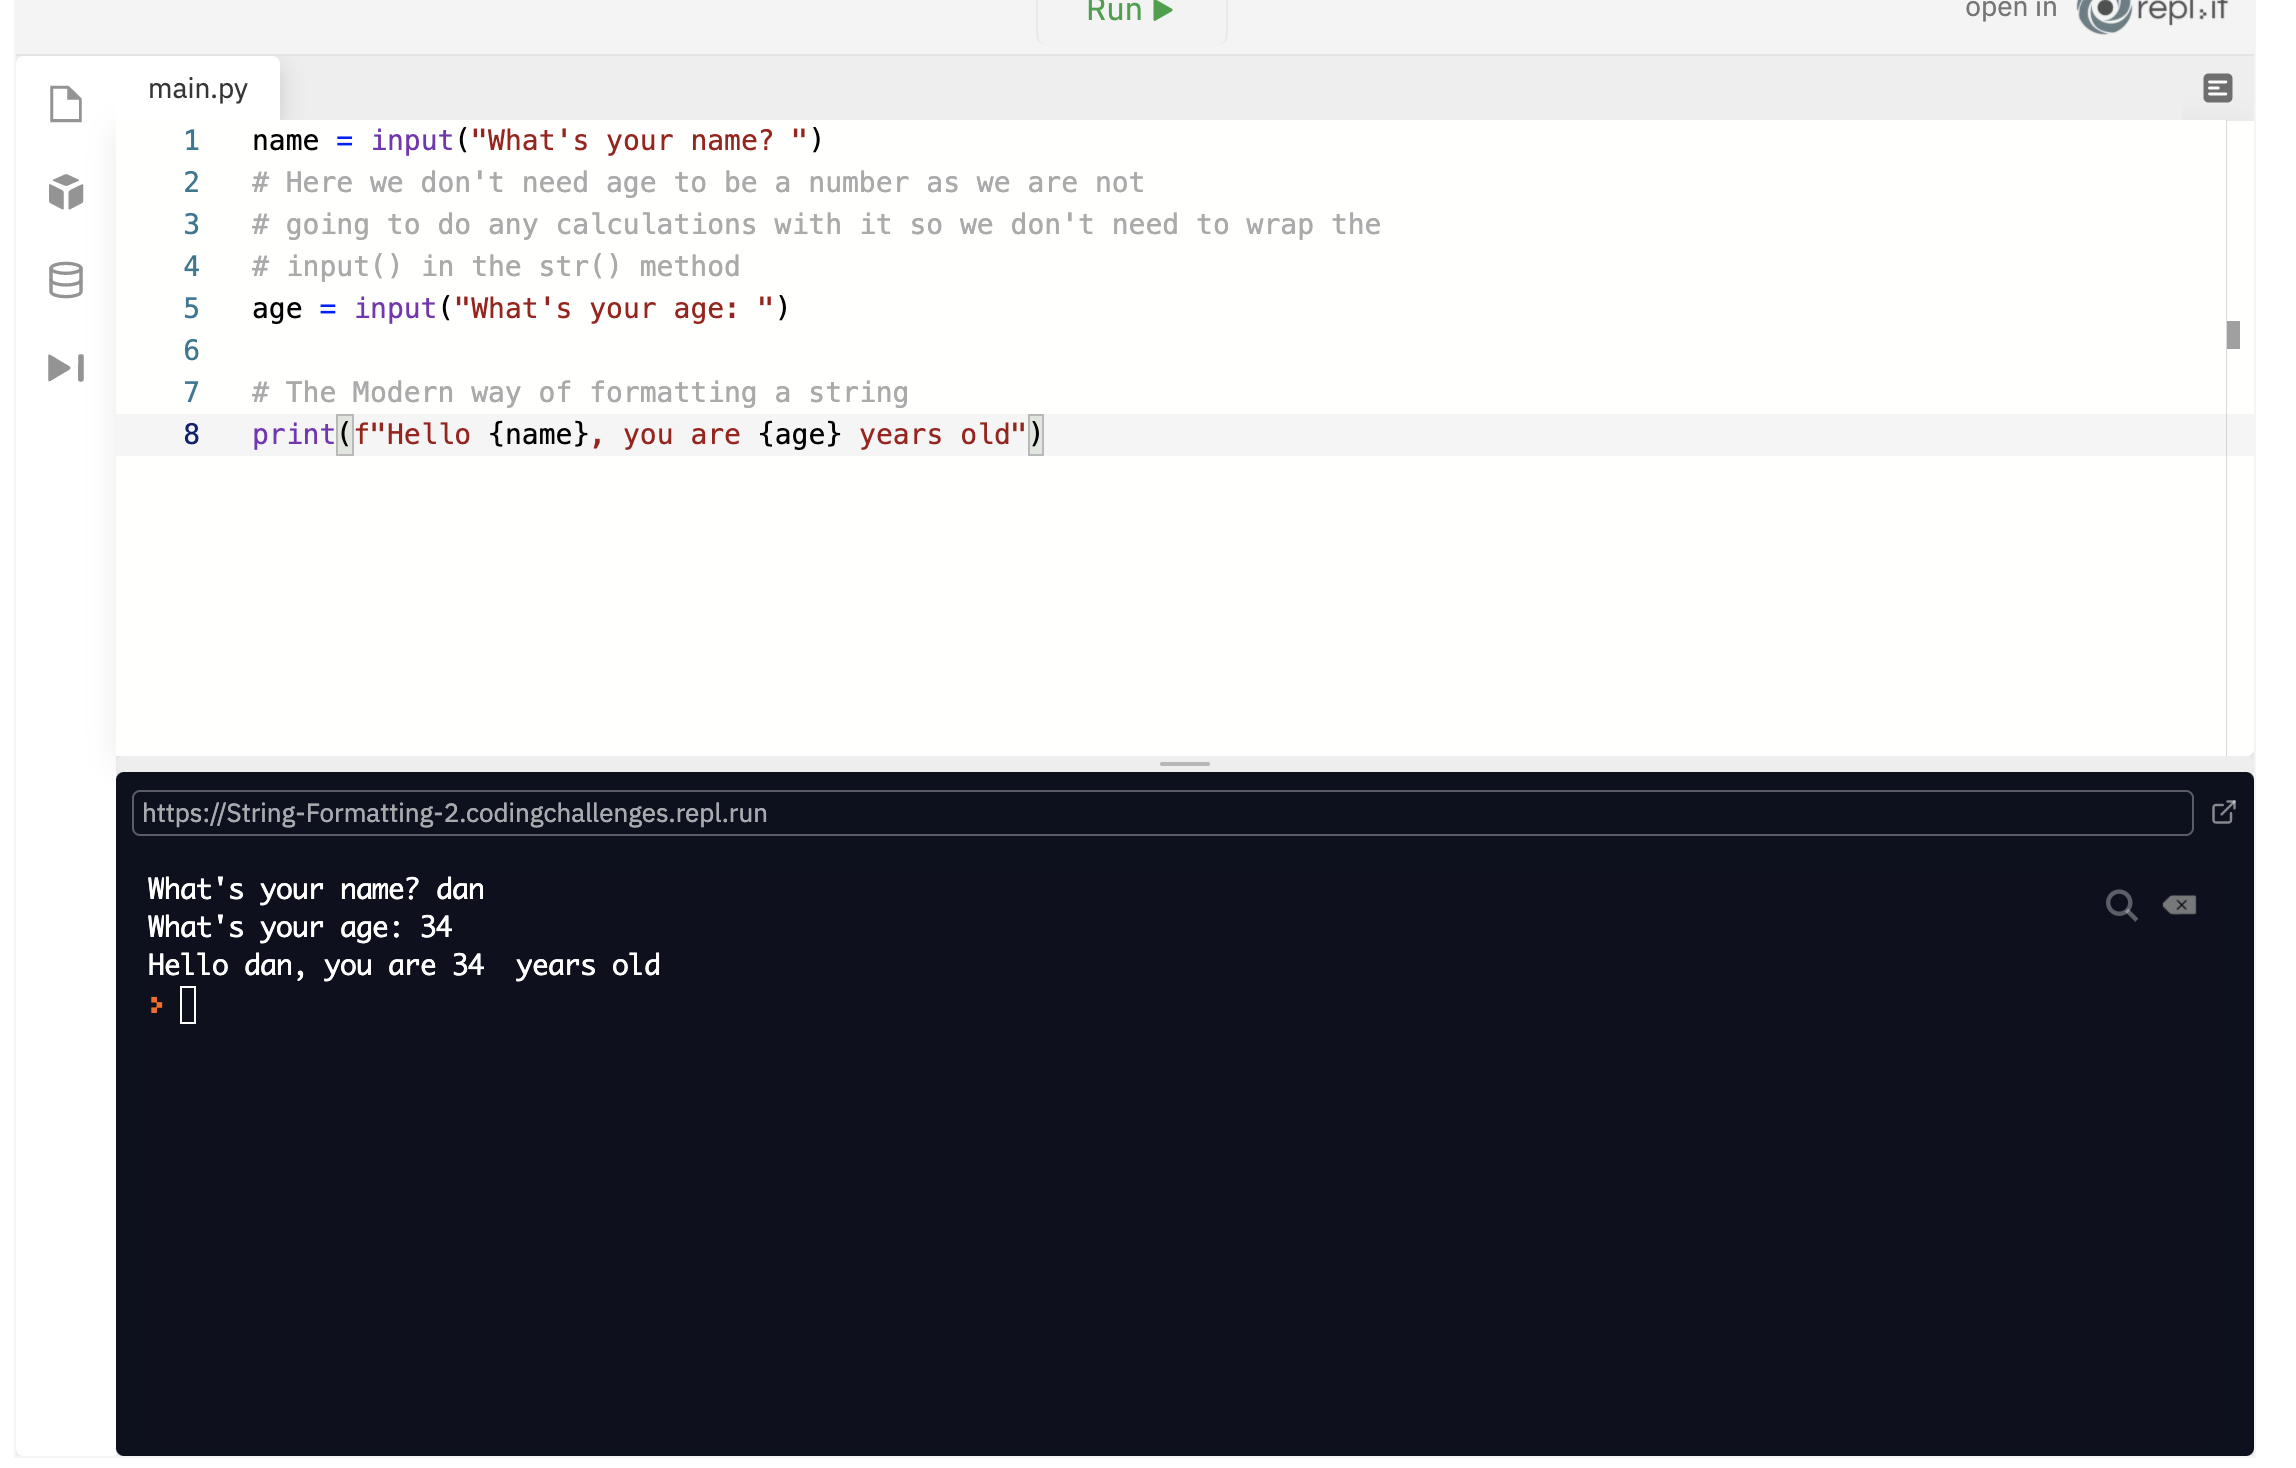 Run
open in repl.it
main.py
1 name = input("What's your name? ")
2 # Here we don't need age to be a number as we are not
3 # going to do any calculations with it so we don't need to wrap the
4 # input() in the str() method
5 age = input("What's your age: ")
6
7 # The Modern way of formatting a string
8 print(f"Hello {name}, you are {age} years old")
https://String-Formatting-2.codingchallenges.repl.run
What's your name? dan
What's your age: 34
Hello dan, you are 34  years old